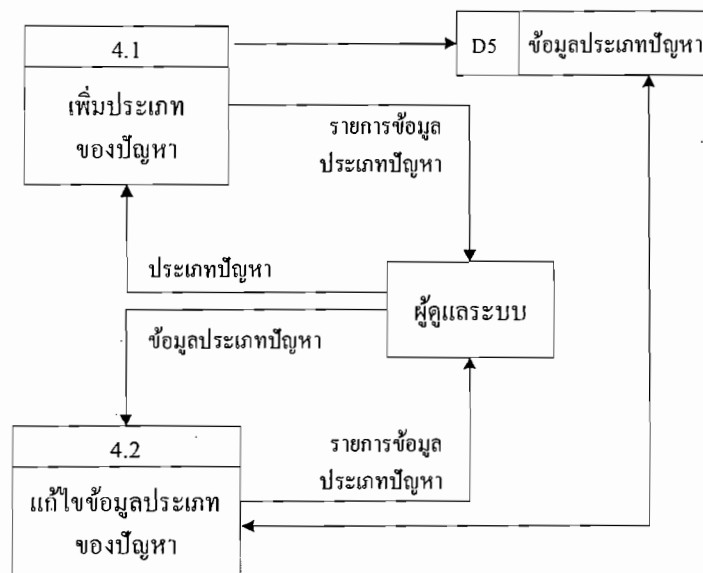 4.1
D5 ข้อมูลประเภทปัญหา
เพิ่มประเภท
ของปัญหา
รายการข้อมูล
ประเภทปัญหา
ประเภทปัญหา
ผู้ดูแลระบบ
ข้อมูลประเภทปัญหา
4.2
รายการข้อมูล
ประเภทปัญหา
แก้ไขข้อมูลประเภท
ของปัญหา